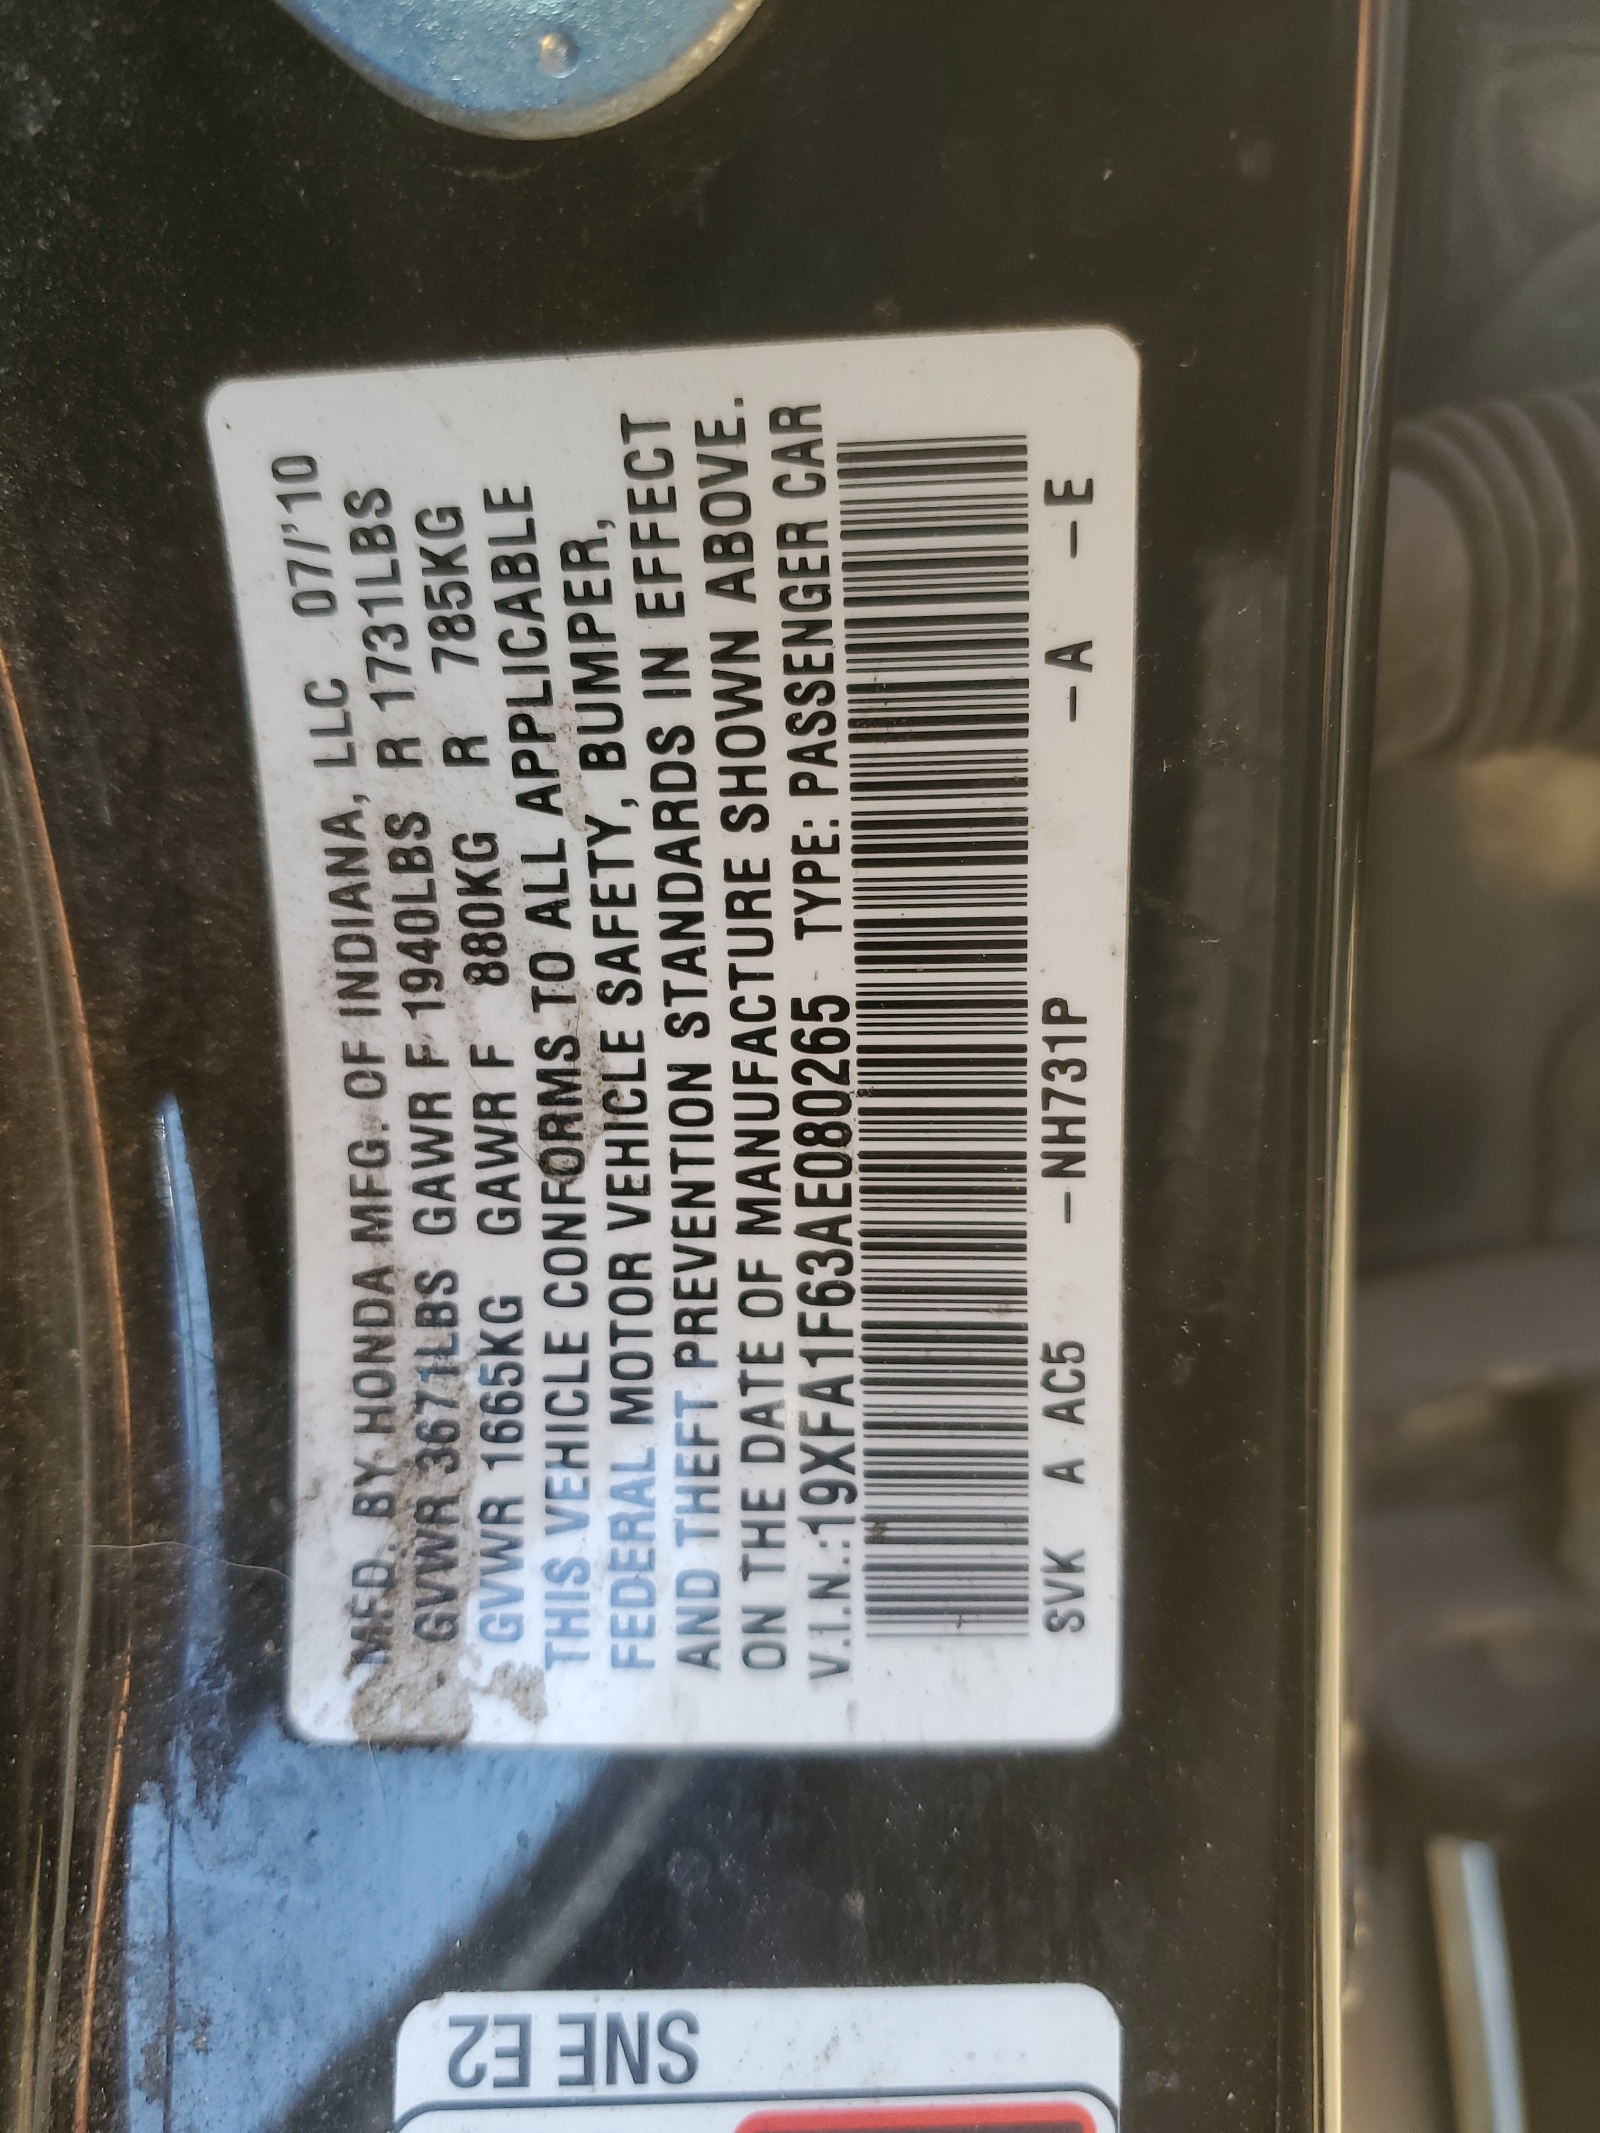 MFD. BY HONDA MFG. OF INDIANA, LLC 07/'10
GVWR 3671LBS GAWR F 1940LBS R 1731LBS
GVWR 1665KG GAWR F 880KG R 785KG
THIS VEHICLE CONFORMS TO ALL APPLICABLE
FEDERAL MOTOR VEHICLE SAFETY, BUMPER,
AND THEFT PREVENTION STANDARDS IN EFFECT
ON THE DATE OF MANUFACTURE SHOWN ABOVE.
V.I.N.:19XFA1F63AE080265 TYPE: PASSENGER CAR
SVK A AC5 –NH731P –A –E
SNE E2